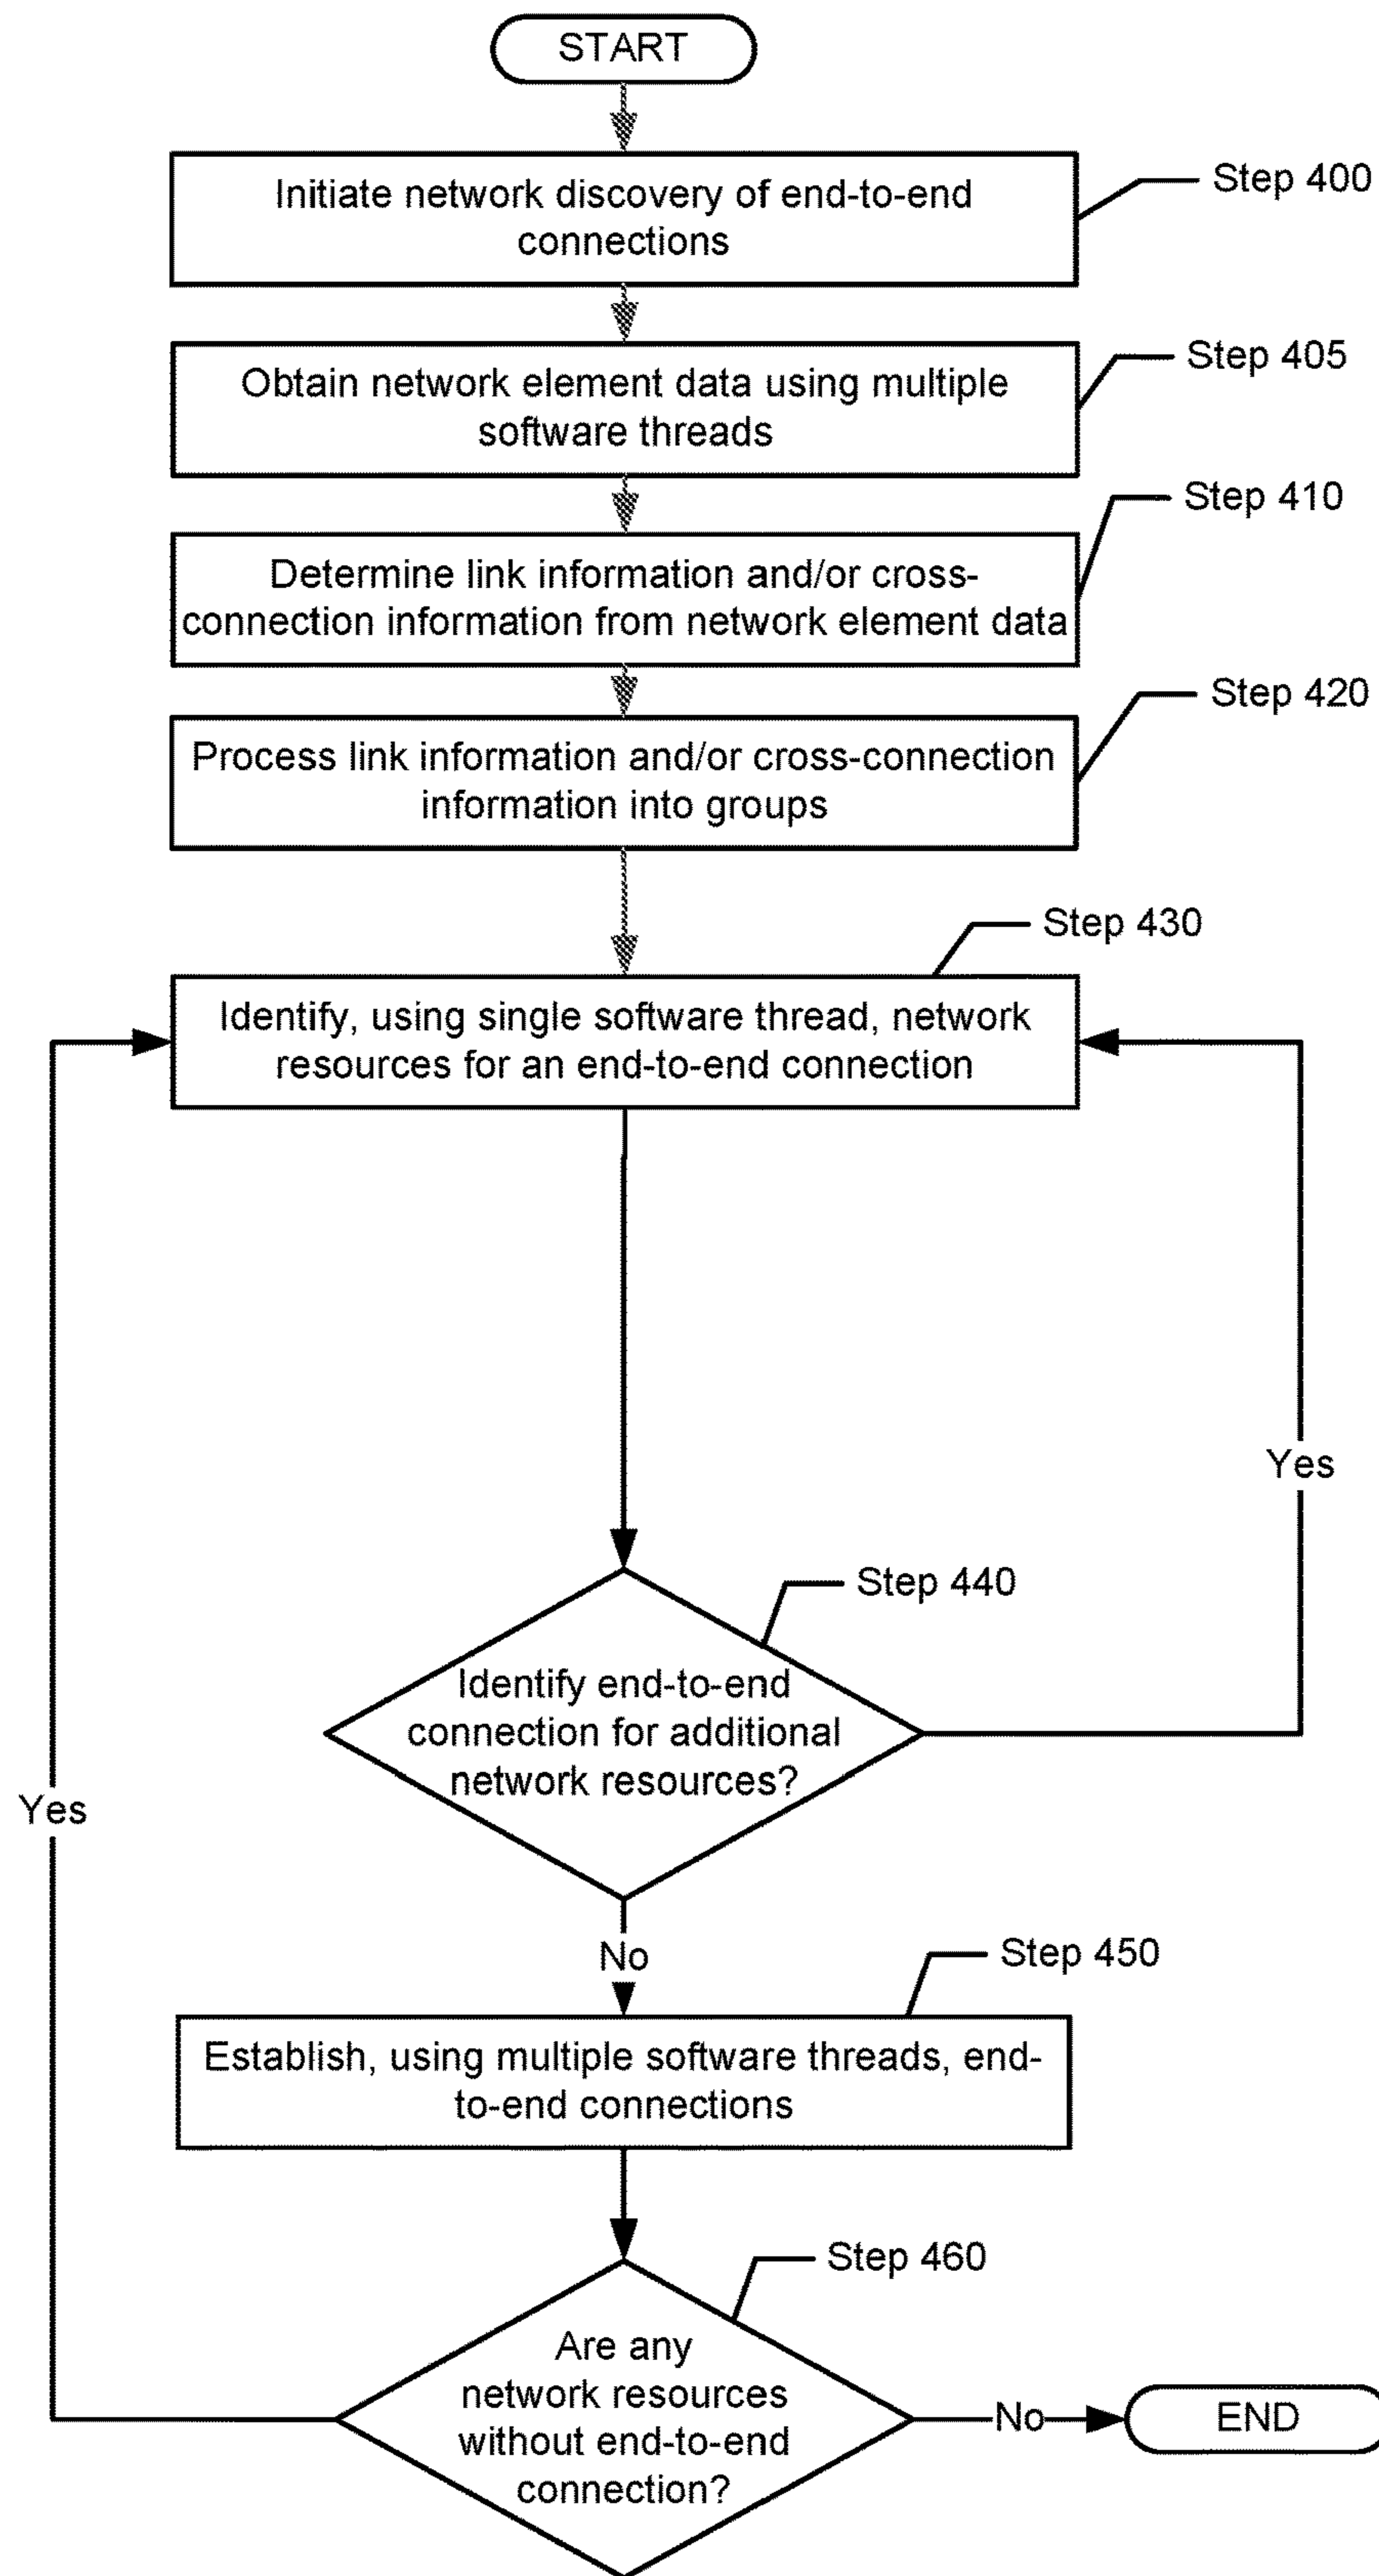 START
Initiate network discovery of end-to-end
connections
Step 400
Obtain network element data using multiple
software threads
Step 405
Determine link information and/or cross-
connection information from network element data
Step 410
Process link information and/or cross-connection
information into groups
Step 420
Identify, using single software thread, network
resources for an end-to-end connection
Step 430
Yes
Step 440
Identify end-to-end
connection for additional
network resources?
Yes
No
Step 450
Establish, using multiple software threads, end-
to-end connections
Step 460
Are any
network resources
without end-to-end
connection?
No
END